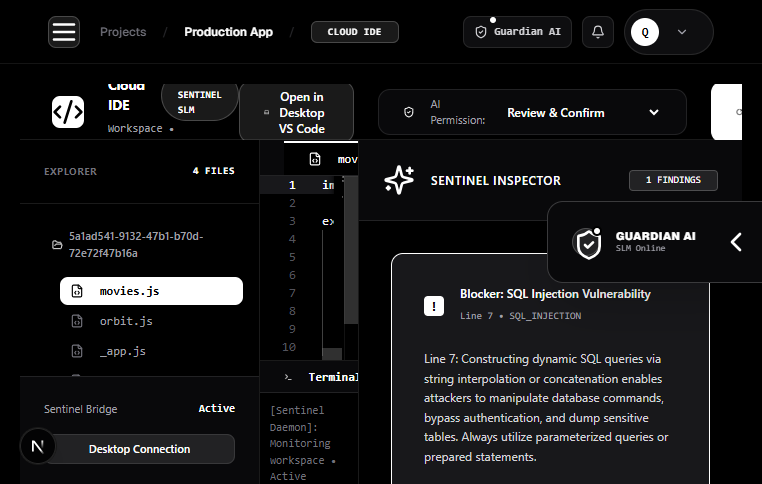 Projects / Production App / CLOUD IDE
Guardian AI
Q
Cloud
IDE
Workspace •
SENTINEL
SLM
Open in
Desktop
VS Code
AI
Permission:
Review & Confirm
EXPLORER
4 FILES
5a1ad541-9132-47b1-b70d-
72e72f47b16a
movies.js
orbit.js
_app.js
Sentinel Bridge
Active
N
Desktop Connection
mov
1
im
2
3
ex
4
5
6
7
8
9
10
>_ Terminal
[Sentinel
Daemon]:
Monitoring
workspace •
Active
SENTINEL INSPECTOR
1 FINDINGS
GUARDIAN AI
SLM Online
!
Blocker: SQL Injection Vulnerability
Line 7 • SQL_INJECTION
Line 7: Constructing dynamic SQL queries via
string interpolation or concatenation enables
attackers to manipulate database commands,
bypass authentication, and dump sensitive
tables. Always utilize parameterized queries or
prepared statements.